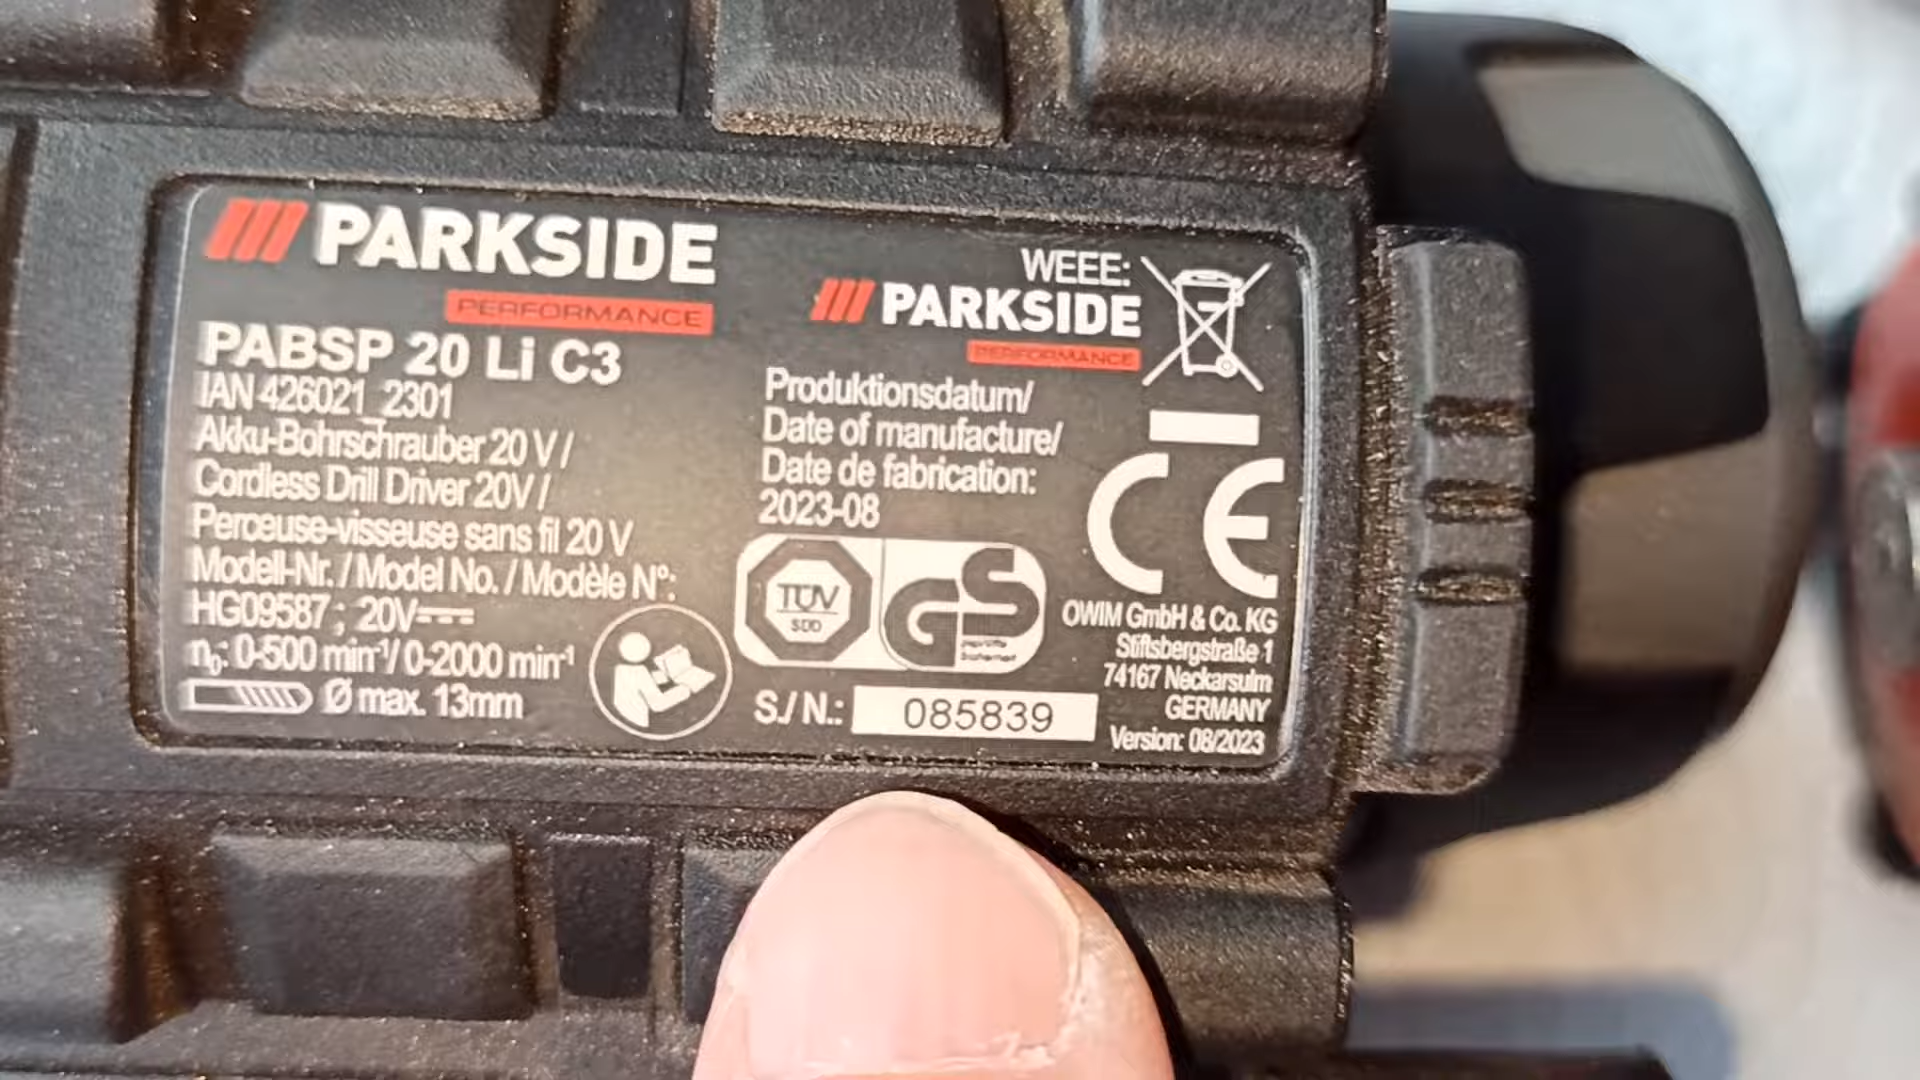 PARKSIDE
PERFORMANCE
PABSP 20 Li C3
IAN 426021_2301
Akku-Bohrschrauber 20 V /
Cordless Drill Driver 20V /
Perceuse-visseuse sans fil 20 V
Modell-Nr. / Model No. / Modèle N°:
HG09587 ; 20V
n₀: 0-500 min⁻¹/ 0-2000 min⁻¹
Ø max. 13mm
WEEE:
PARKSIDE
PERFORMANCE
Produktionsdatum/
Date of manufacture/
Date de fabrication:
2023-08
CE
TÜV
SÜD
GS
S./ N.: 085839
OWIM GmbH & Co. KG
Stiftsbergstraße 1
74167 Neckarsulm
GERMANY
Version: 08/2023